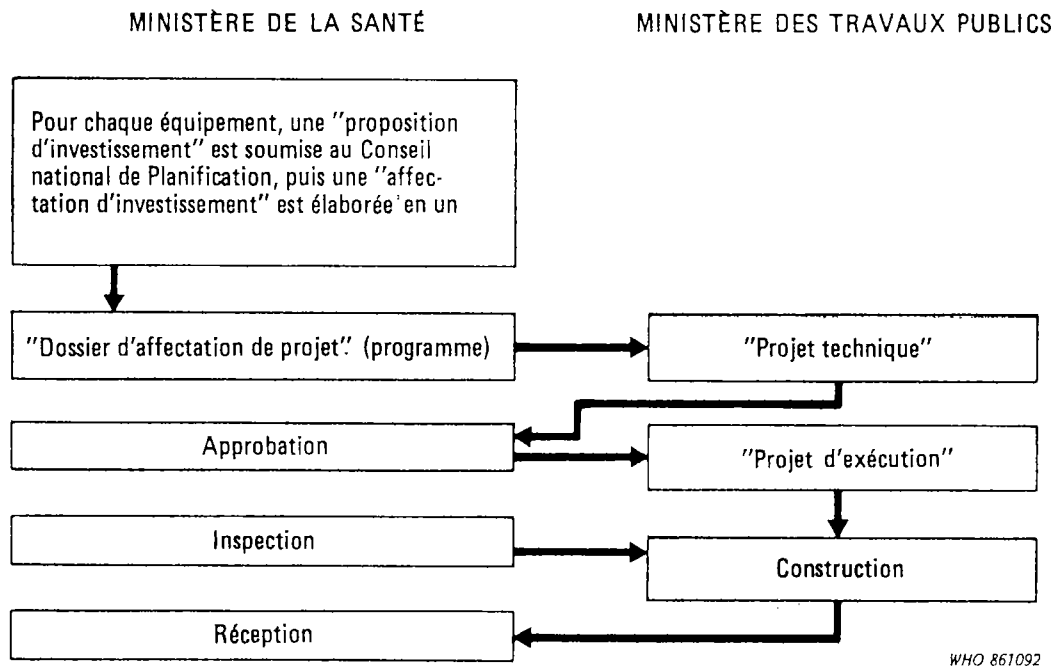 MINISTÈRE DE LA SANTÉ
MINISTÈRE DES TRAVAUX PUBLICS
Pour chaque équipement, une "proposition
d'investissement" est soumise au Conseil
national de Planification, puis une "affec-
tation d'investissement" est élaborée en un
"Dossier d'affectation de projet". (programme)
"Projet technique"
Approbation
"Projet d'exécution"
Inspection
Construction
Réception
WHO 861092